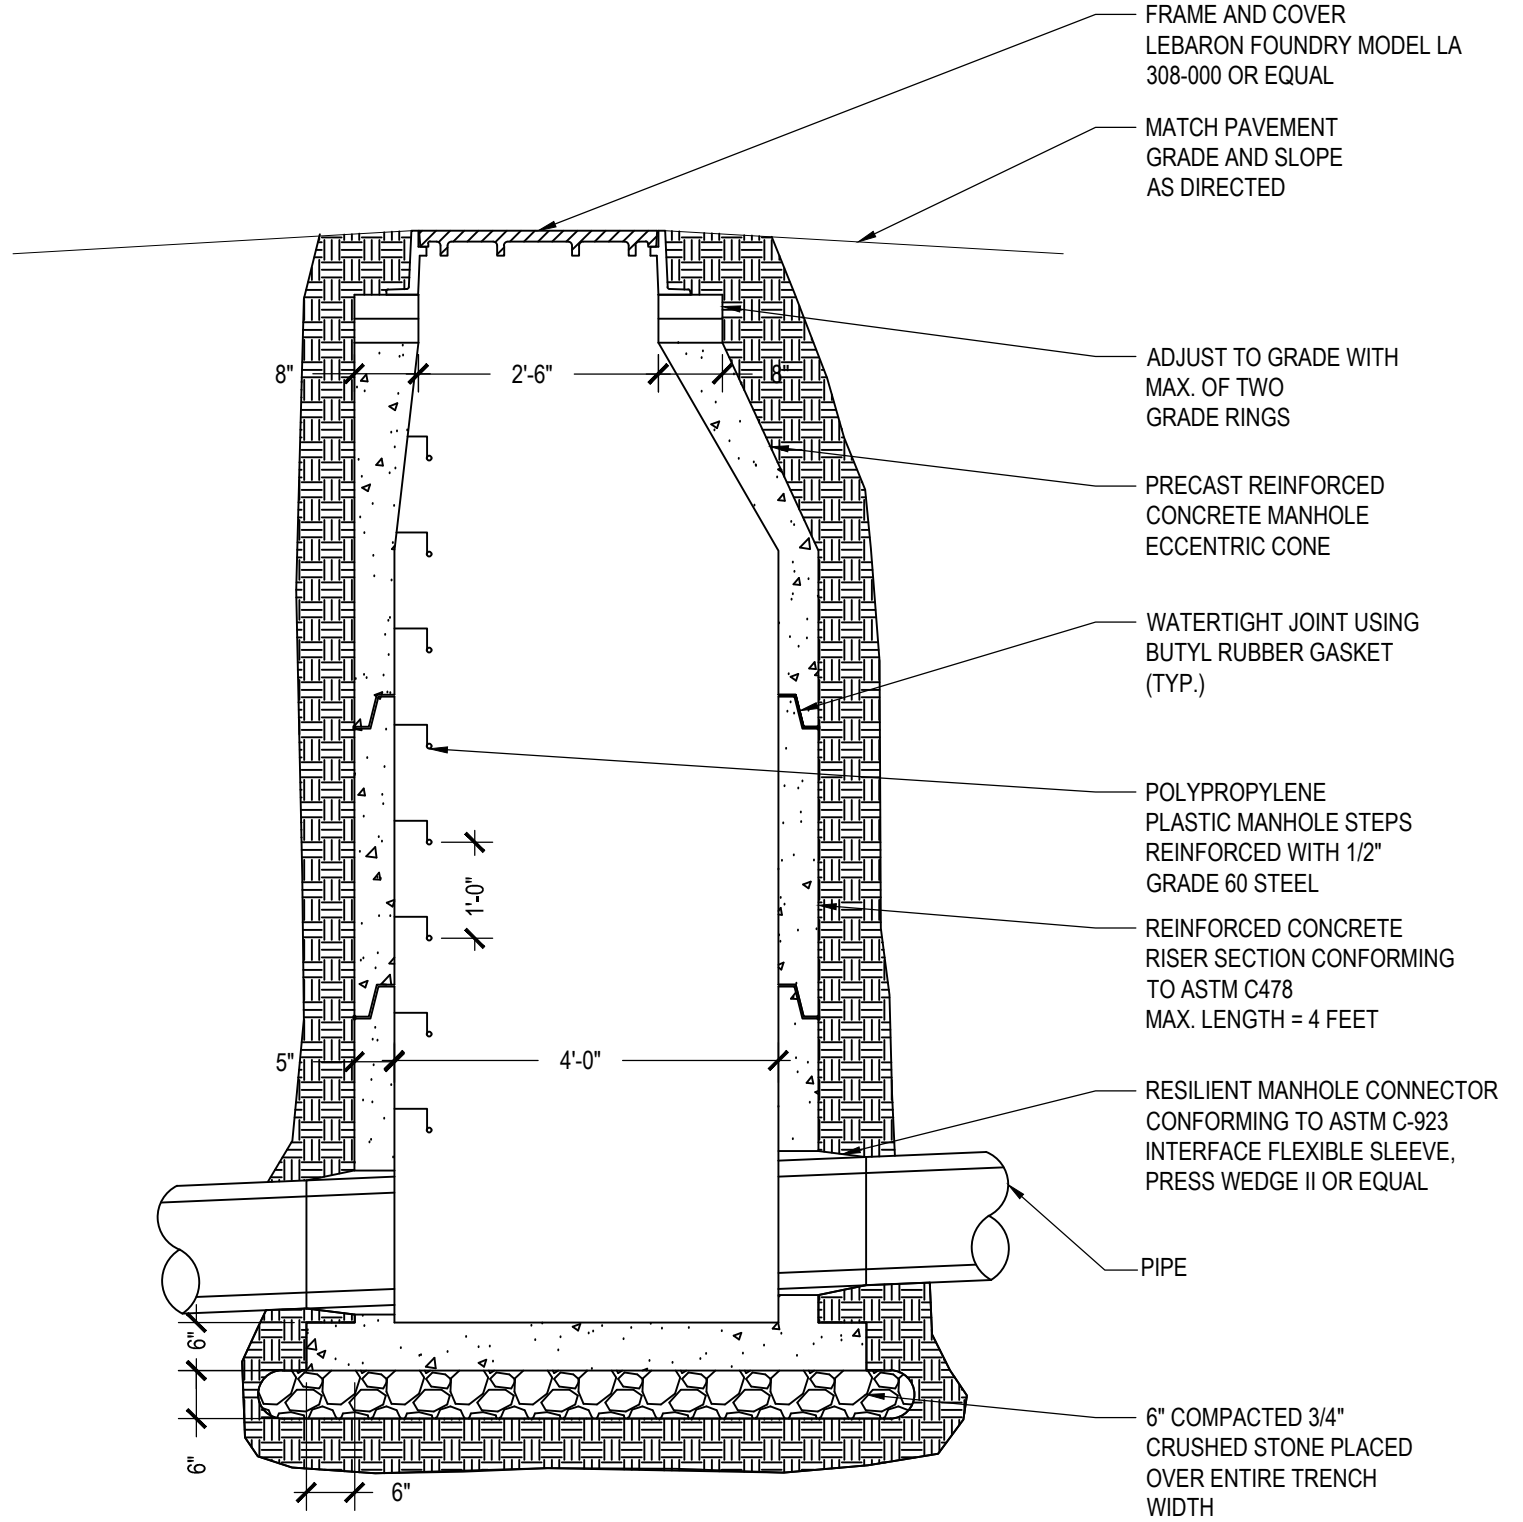 FRAME AND COVER
LEBARON FOUNDRY MODEL LA
308-000 OR EQUAL
MATCH PAVEMENT
GRADE AND SLOPE
AS DIRECTED
ADJUST TO GRADE WITH
MAX. OF TWO
GRADE RINGS
8"
2'-6"
8"
PRECAST REINFORCED
CONCRETE MANHOLE
ECCENTRIC CONE
WATERTIGHT JOINT USING
BUTYL RUBBER GASKET
(TYP.)
POLYPROPYLENE
PLASTIC MANHOLE STEPS
REINFORCED WITH 1/2"
GRADE 60 STEEL
1'-0"
REINFORCED CONCRETE
RISER SECTION CONFORMING
TO ASTM C478
MAX. LENGTH = 4 FEET
5"
4'-0"
RESILIENT MANHOLE CONNECTOR
CONFORMING TO ASTM C-923
INTERFACE FLEXIBLE SLEEVE,
PRESS WEDGE II OR EQUAL
PIPE
6"
6"
6"
6" COMPACTED 3/4"
CRUSHED STONE PLACED
OVER ENTIRE TRENCH
WIDTH